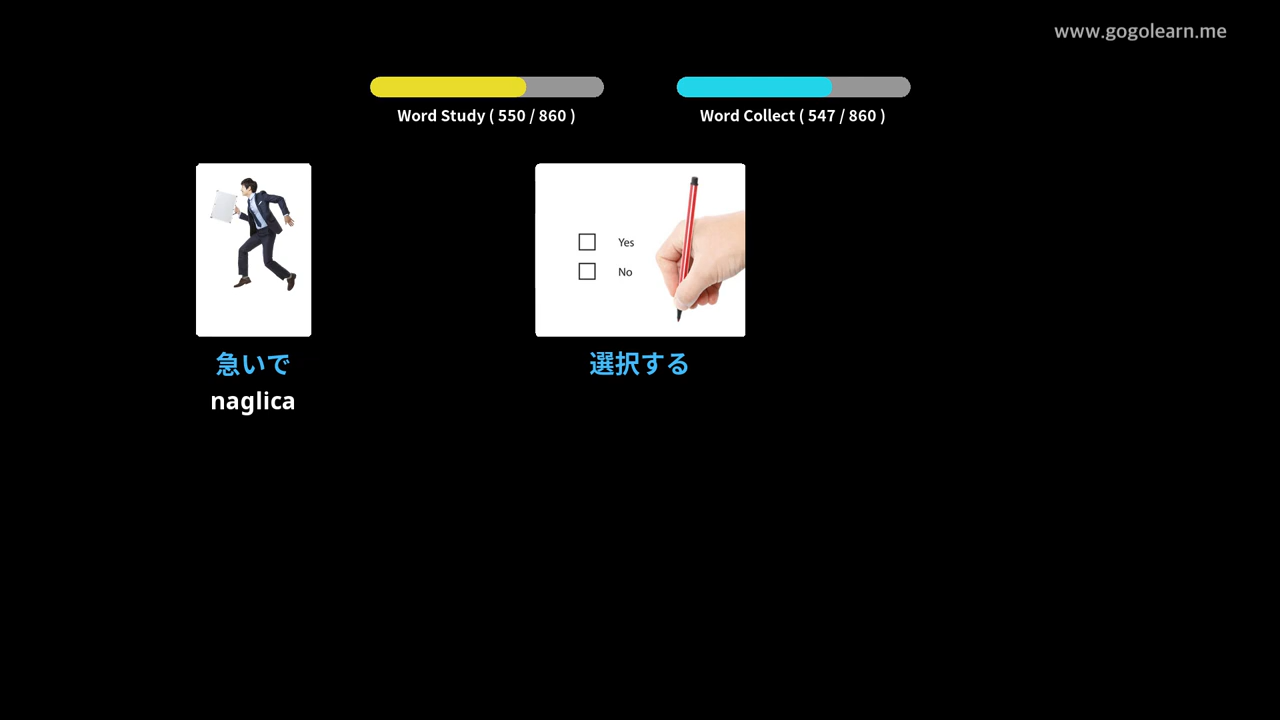 www.gogolearn.me
Word Study ( 550 / 860 )
Word Collect ( 547 / 860 )
Yes
No
急いで
選択する
naglica